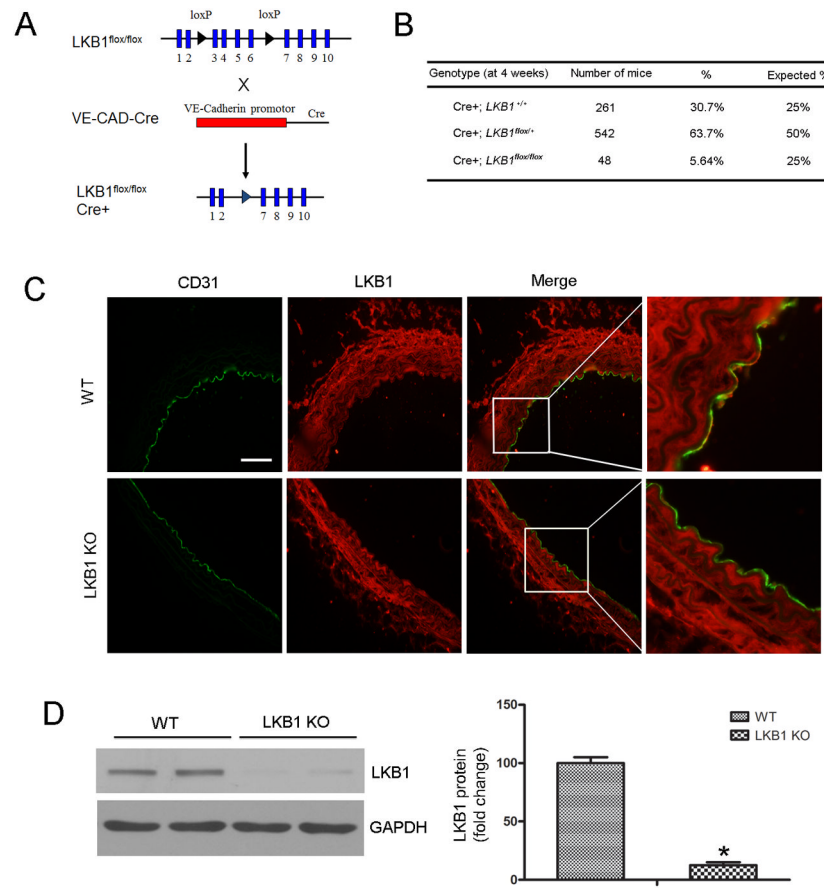 A
loxP loxP
LKB1flox/flox
1 2 3 4 5 6 7 8 9 10
X
VE-Cadherin promotor
Cre
VE-CAD-Cre
LKB1flox/flox
Cre+
1 2 7 8 9 10
B
Genotype (at 4 weeks) Number of mice % Expected %
Cre+; LKB1+/+ 261 30.7% 25%
Cre+; LKB1flox/+ 542 63.7% 50%
Cre+; LKB1flox/flox 48 5.64% 25%
C
CD31 LKB1 Merge
WT
LKB1 KO
D
WT LKB1 KO
LKB1
GAPDH
LKB1 protein
(fold change)
150
100
50
0
WT
LKB1 KO
*